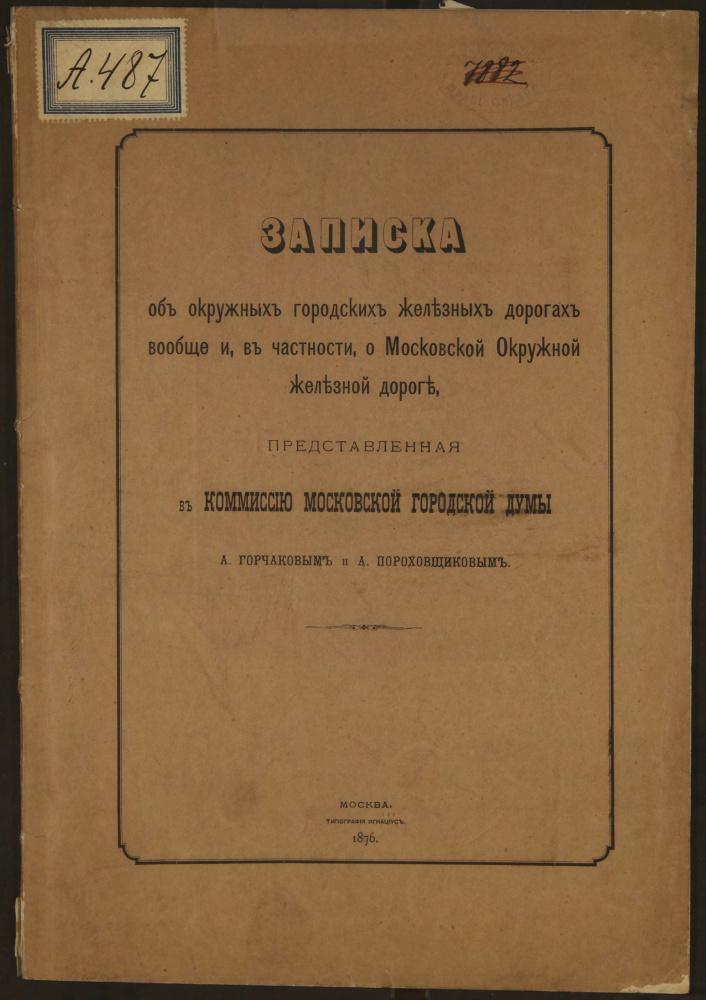 А.487
7882
ЗАПИСКА
объ окружныхъ городскихъ желѣзныхъ дорогахъ
вообще и, въ частности, о Московской Окружной
желѣзной дорогѣ,
ПРЕДСТАВЛЕННАЯ
въ КОММИССІЮ МОСКОВСКОЙ ГОРОДСКОЙ ДУМЫ
А. ГОРЧАКОВЫМЪ и А. ПОРОХОВЩИКОВЫМЪ.
МОСКВА.
ТИПОГРАФІЯ ИГНАЦІУСЪ.
1876.